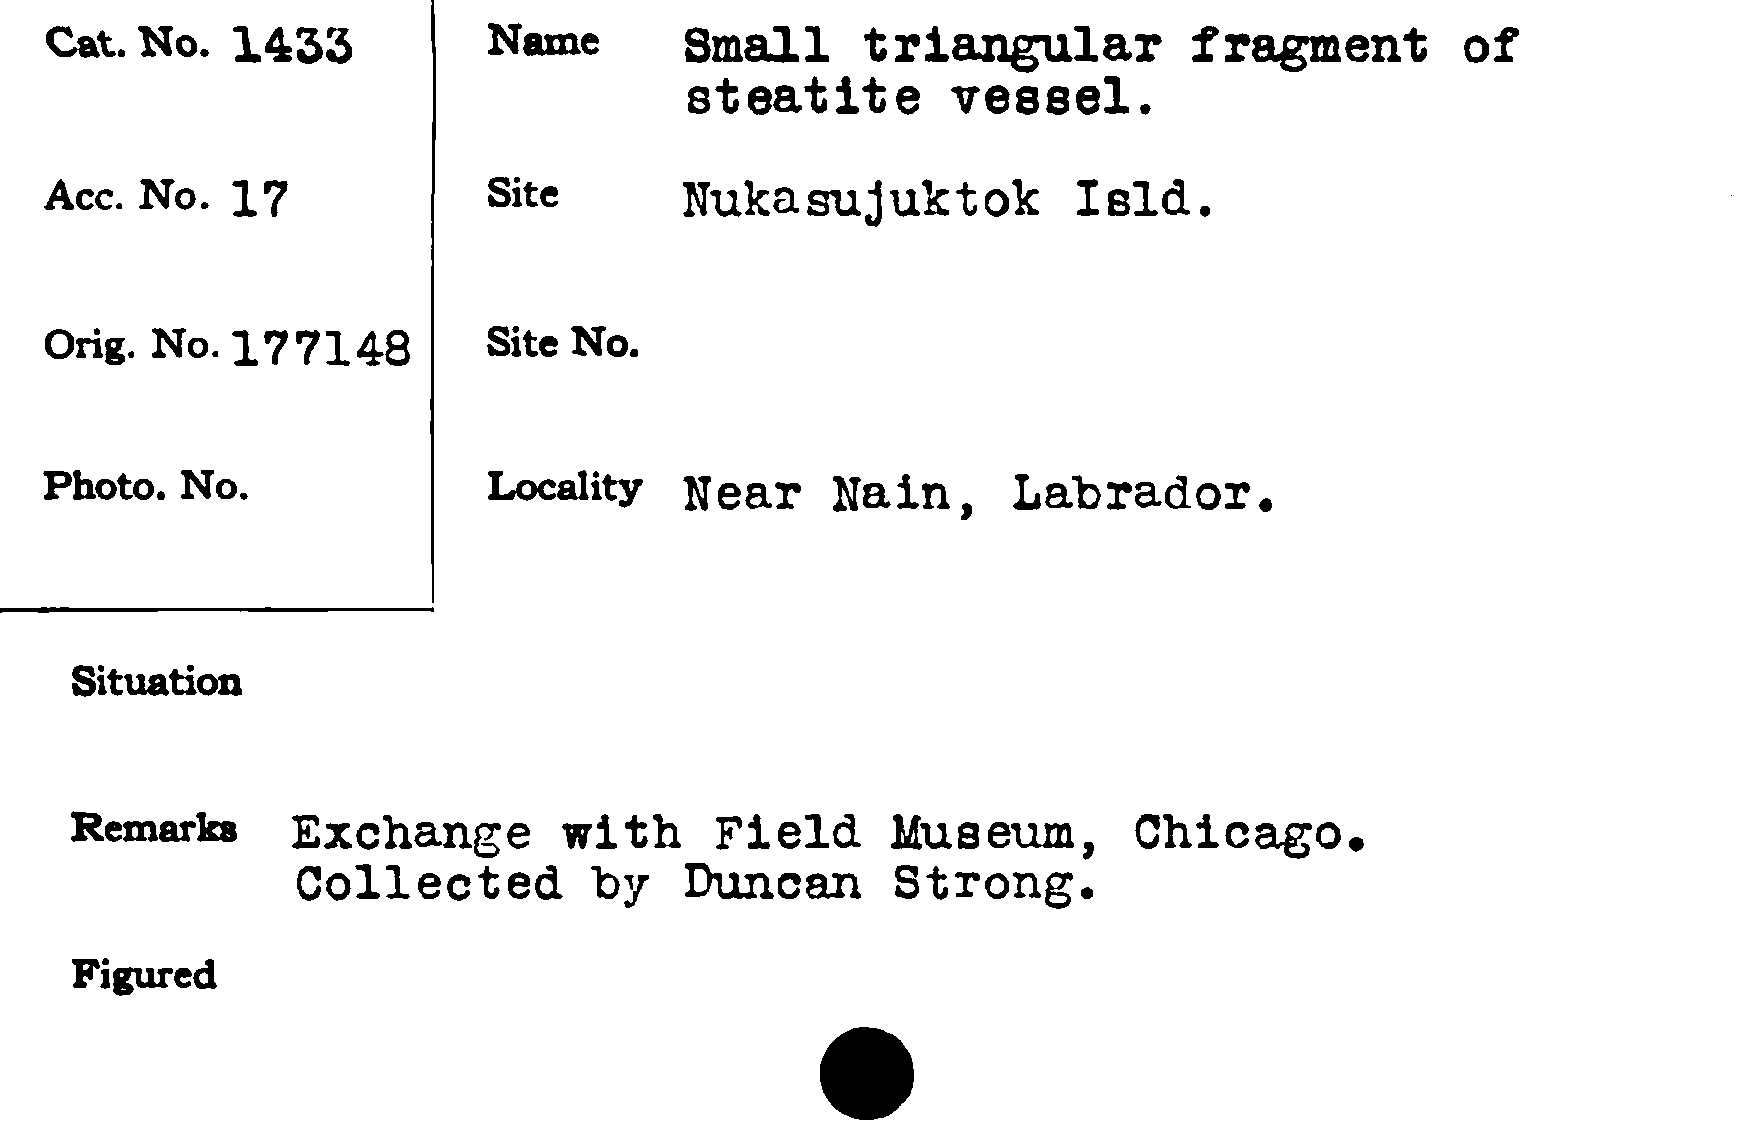 Cat. No. 1433
Acc. No. 17
Orig. No. 177148
Photo. No.
Name Small triangular fragment of
steatite vessel.
Site Nukasujuktok Isld.
Site No.
Locality Near Nain, Labrador.
Situation
Remarks Exchange with Field Museum, Chicago.
Collected by Duncan Strong.
Figured